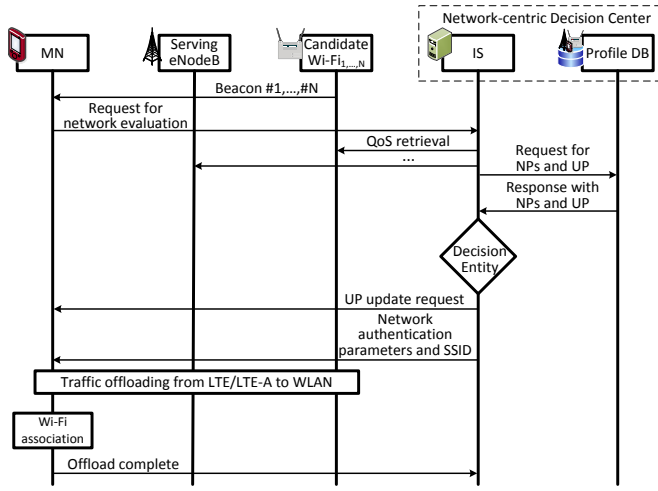 Network-centric Decision Center
MN
Serving
eNodeB
Candidate
Wi-Fi1,...,N
IS
Profile DB
Beacon #1,...,#N
Request for
network evaluation
QoS retrieval
...
Request for
NPs and UP
Response with
NPs and UP
Decision
Entity
UP update request
Network
authentication
parameters and SSID
Traffic offloading from LTE/LTE-A to WLAN
Wi-Fi
association
Offload complete